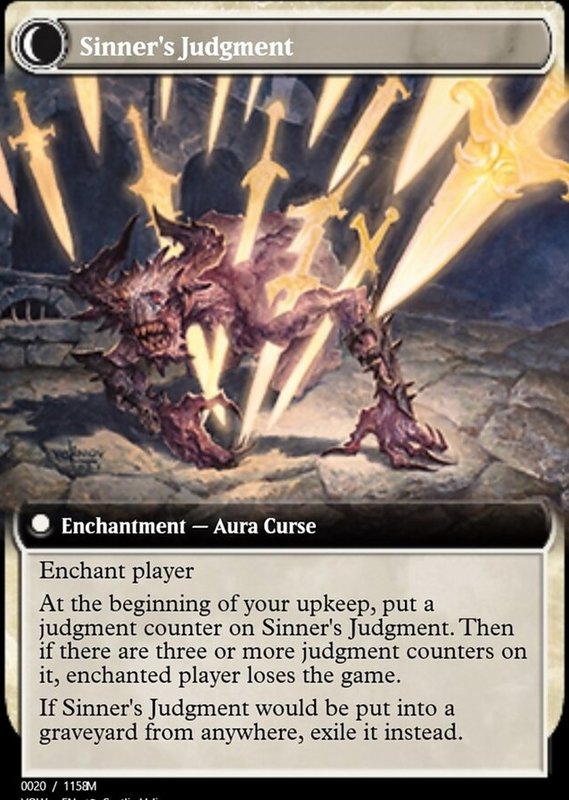 Sinner's Judgment
Enchantment — Aura Curse
Enchant player
At the beginning of your upkeep, put a
judgment counter on Sinner's Judgment. Then
if there are three or more judgment counters on
it, enchanted player loses the game.
If Sinner's Judgment would be put into a
graveyard from anywhere, exile it instead.
0020 / 1158M